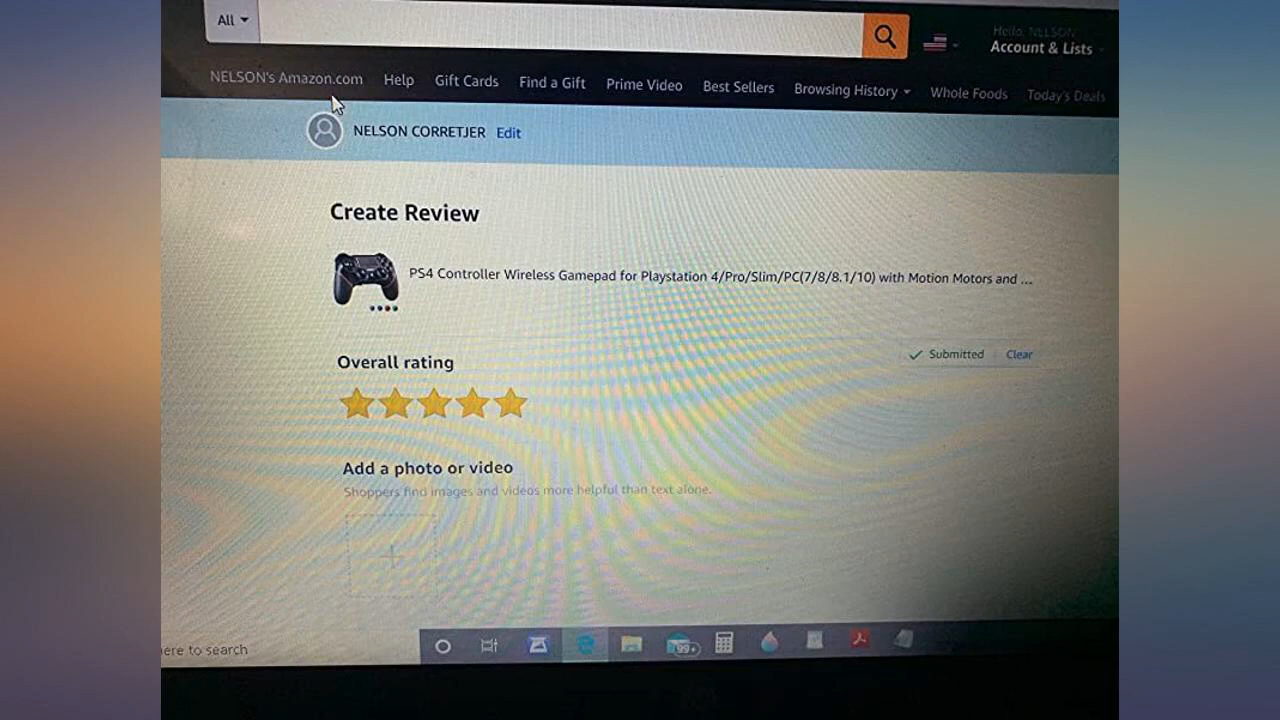 All
Hello, NELSON
Account & Lists
NELSON's Amazon.com Help Gift Cards Find a Gift Prime Video Best Sellers Browsing History Whole Foods Today's Deals
NELSON CORRETJER Edit
Create Review
PS4 Controller Wireless Gamepad for Playstation 4/Pro/Slim/PC(7/8/8.1/10) with Motion Motors and ...
Overall rating
Submitted Clear
Add a photo or video
Shoppers find images and videos more helpful than text alone.
ere to search
99+